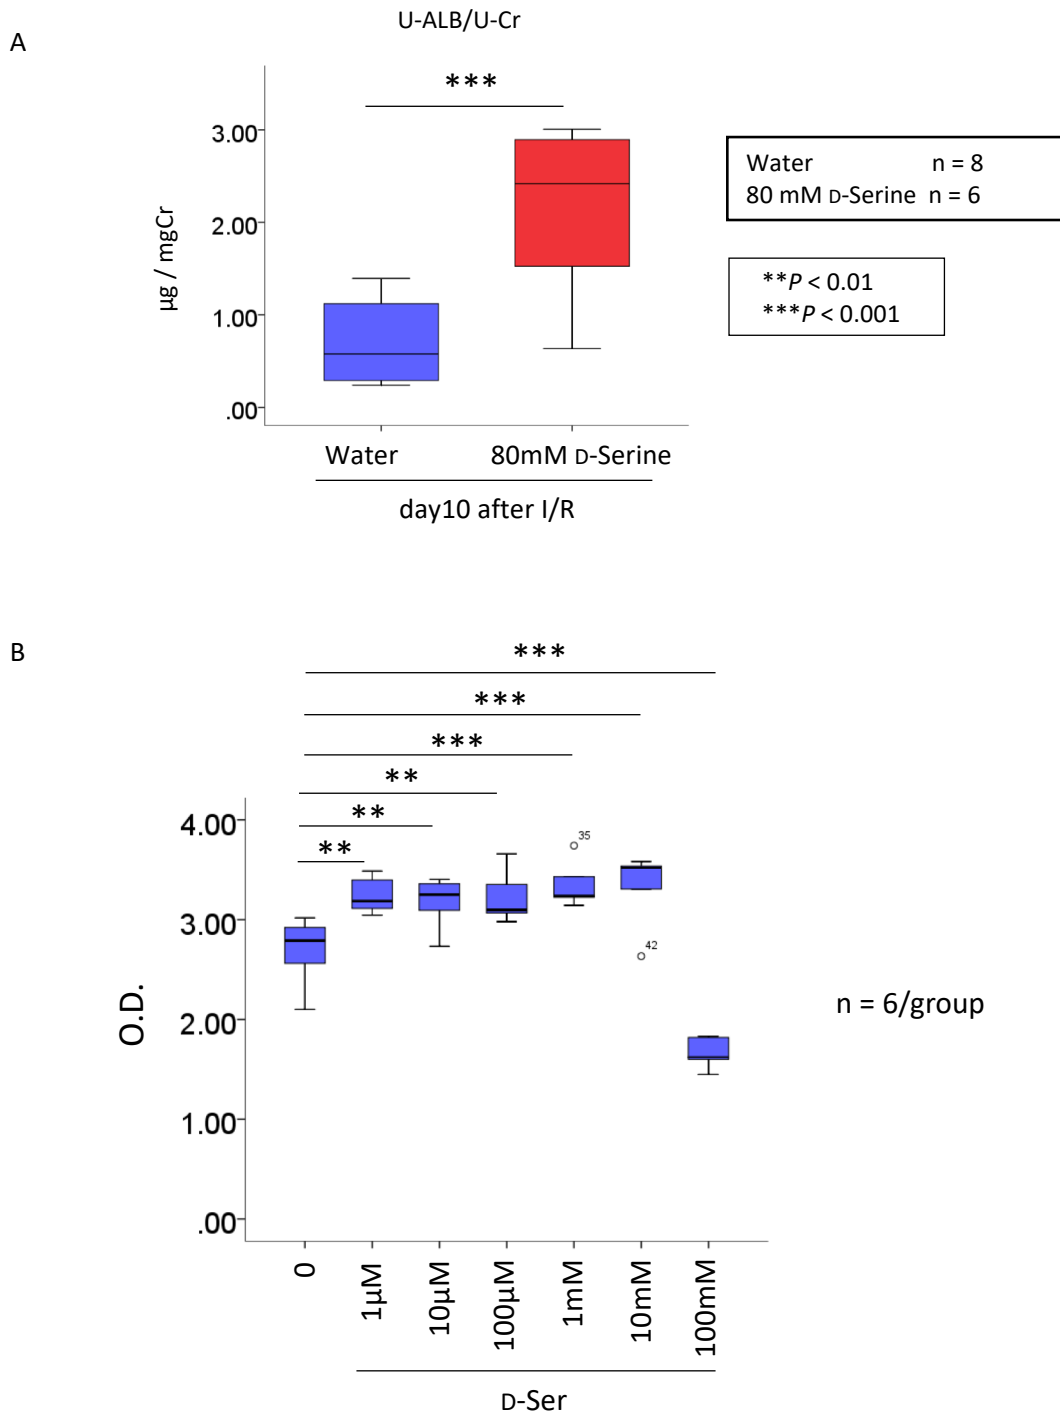 A
U-ALB/U-Cr
***
3.00
2.00
1.00
.00
µg / mgCr
Water 80mM D-Serine
day10 after I/R
Water n = 8
80 mM D-Serine n = 6
**P < 0.01
***P < 0.001
B
***
***
***
**
**
**
4.00
3.00
2.00
1.00
.00
O.D.
35
42
n = 6/group
0 1µM 10µM 100µM 1mM 10mM 100mM
D-Ser